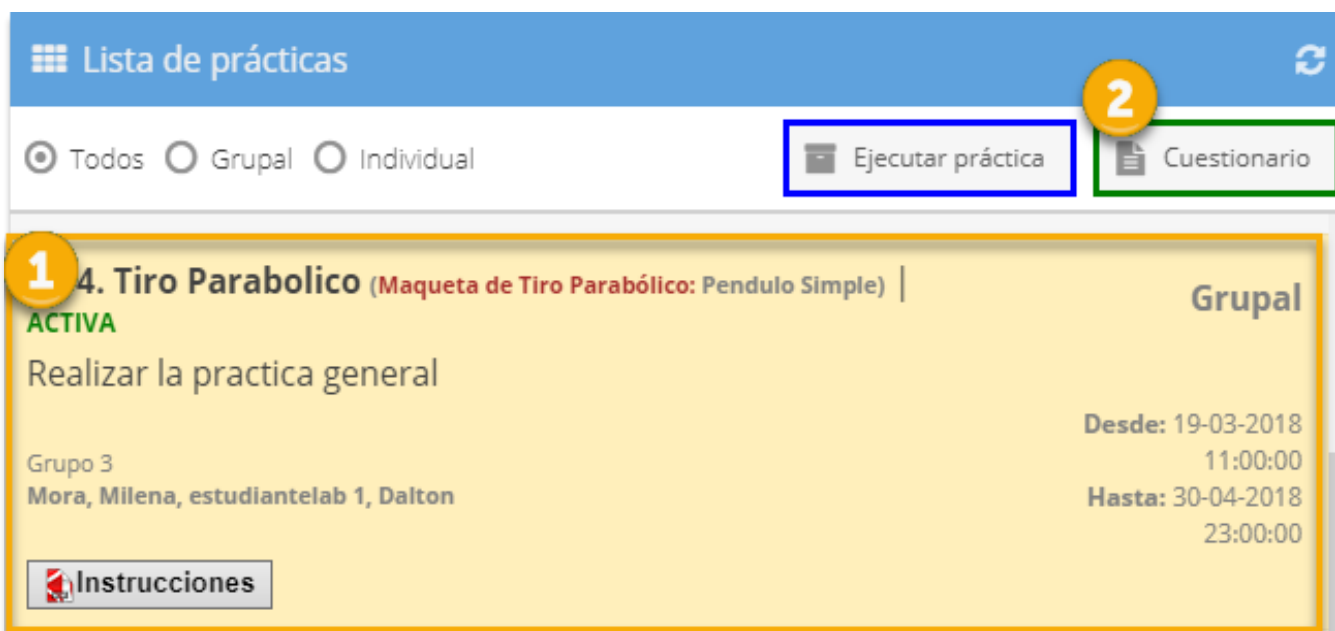 Lista de prácticas
2
Todos Grupal Individual Ejecutar práctica Cuestionario
1
4. Tiro Parabolico (Maqueta de Tiro Parabólico: Pendulo Simple) |
Grupal
ACTIVA
Realizar la practica general
Desde: 19-03-2018
11:00:00
Grupo 3
Mora, Milena, estudiantelab 1, Dalton
Hasta: 30-04-2018
23:00:00
Instrucciones